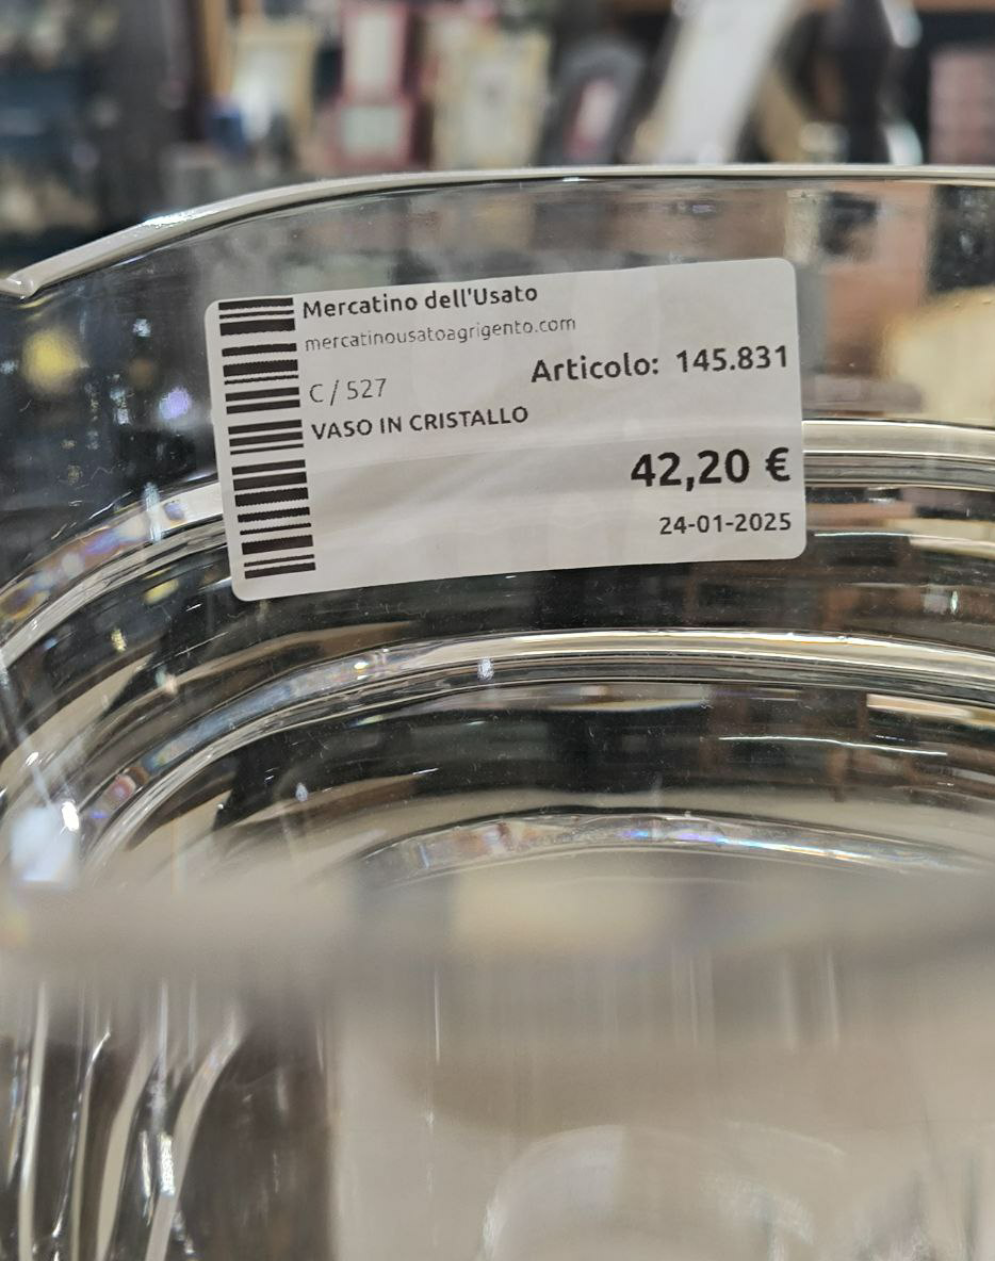 Mercatino dell'Usato
mercatinousatoagrigento.com
Articolo: 145.831
C / 527
VASO IN CRISTALLO
42,20 €
24-01-2025